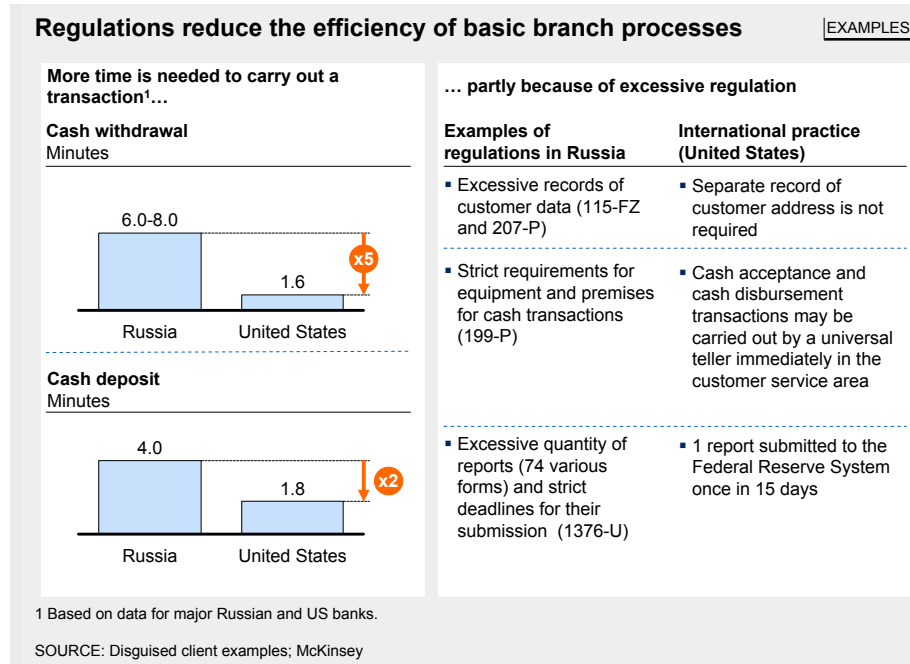 Regulations reduce the efficiency of basic branch processes
EXAMPLES
More time is needed to carry out a
transaction¹…
Cash withdrawal
Minutes
6.0-8.0
x5
1.6
Russia
United States
Cash deposit
Minutes
4.0
x2
1.8
Russia
United States
… partly because of excessive regulation
Examples of
regulations in Russia
International practice
(United States)
▪ Excessive records of
customer data (115-FZ
and 207-P)
▪ Separate record of
customer address is not
required
▪ Strict requirements for
equipment and premises
for cash transactions
(199-P)
▪ Cash acceptance and
cash disbursement
transactions may be
carried out by a universal
teller immediately in the
customer service area
▪ Excessive quantity of
reports (74 various
forms) and strict
deadlines for their
submission (1376-U)
▪ 1 report submitted to the
Federal Reserve System
once in 15 days
1 Based on data for major Russian and US banks.
SOURCE: Disguised client examples; McKinsey